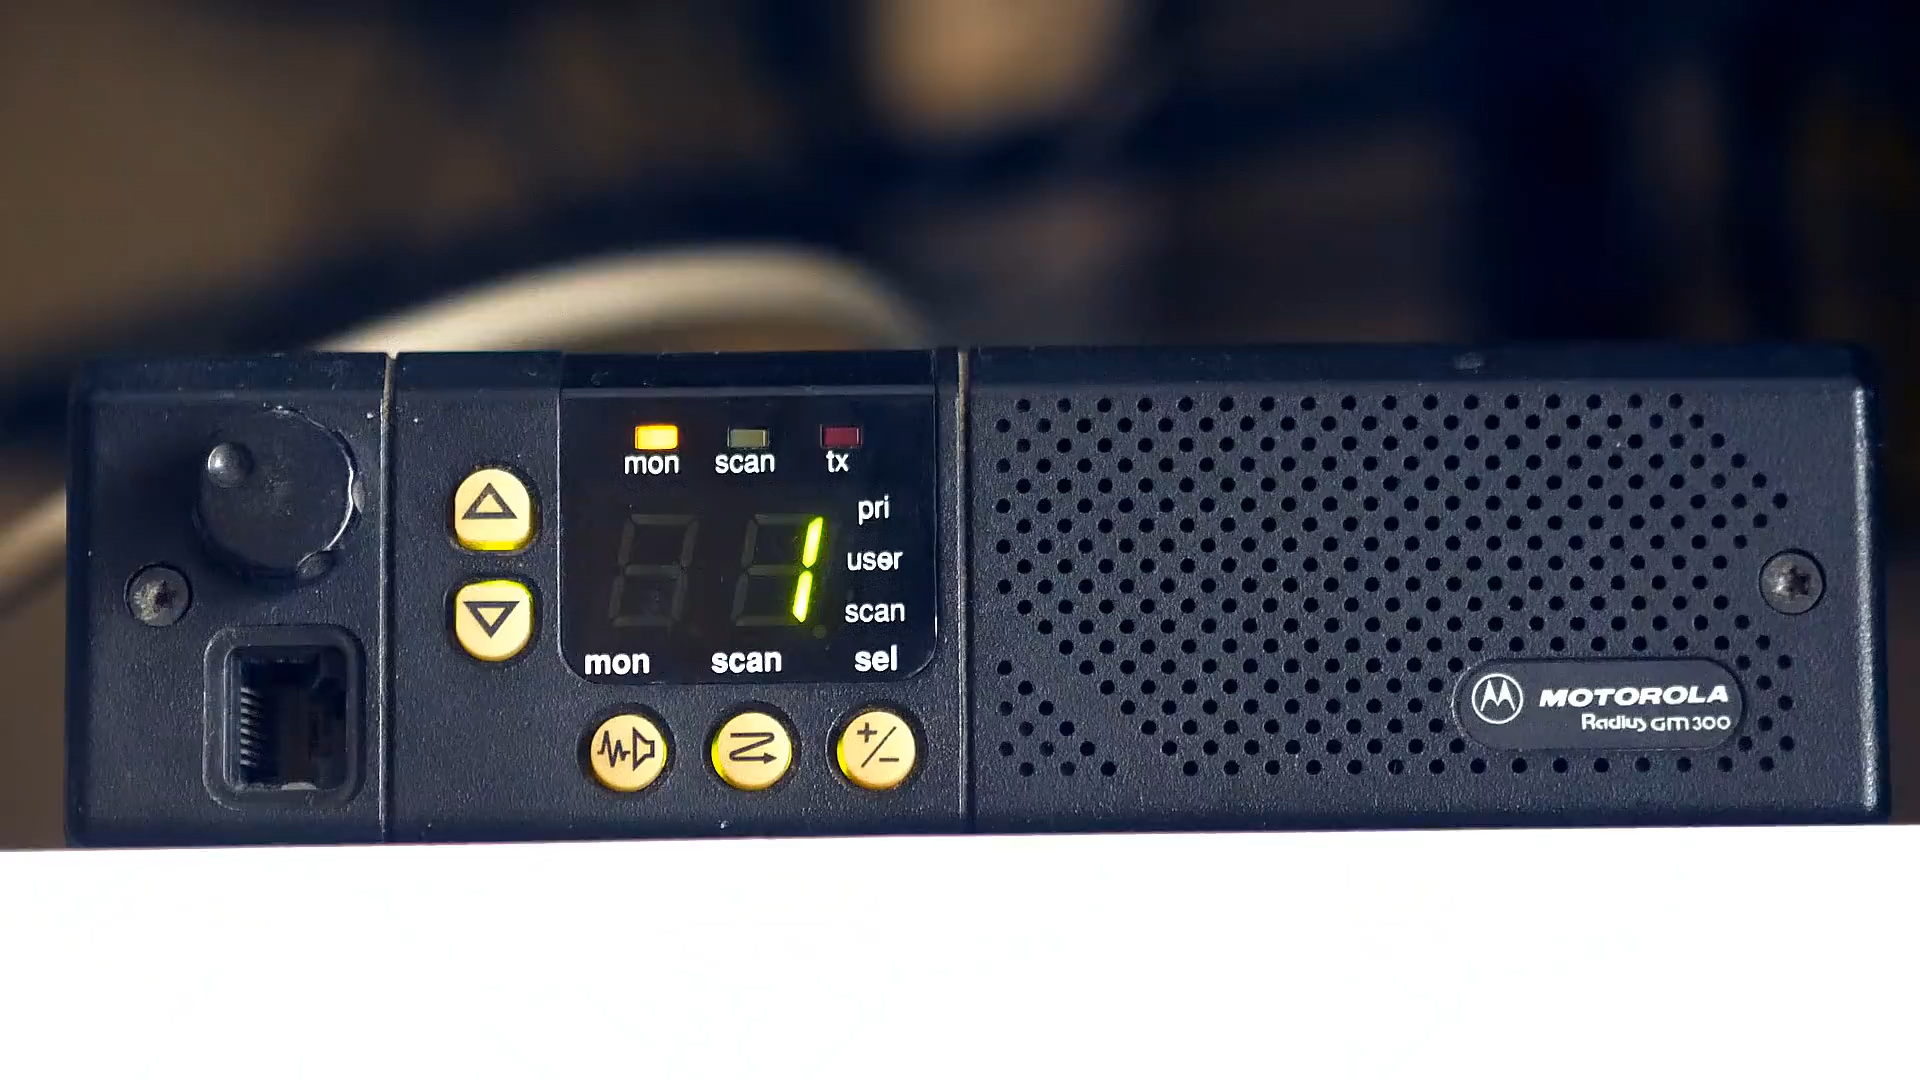 mon scan tx
pri
1
user
scan
mon scan sel
+/-
MOTOROLA
Radius GM300